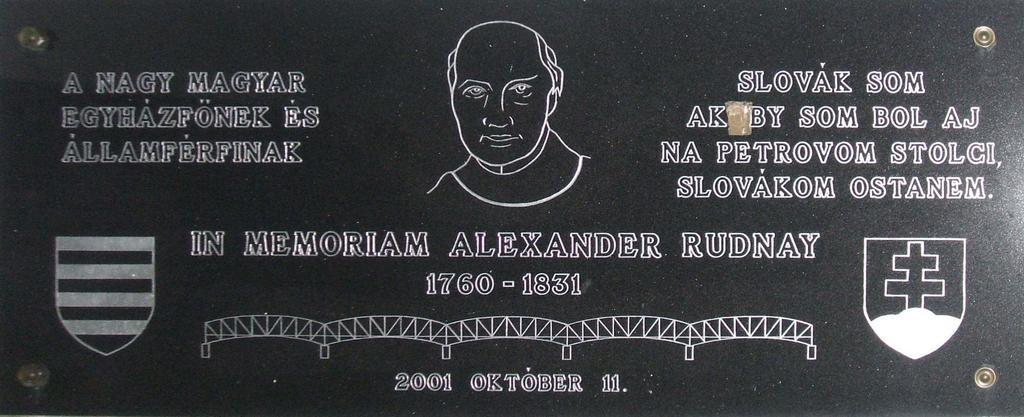 A NAGY MAGYAR
EGYHÁZFŐNEK ÉS
ÁLLAMFÉRFINAK
SLOVÁK SOM
BY SOM BOL AJ
NA PETROVOM STOLCI,
SLOVÁKOM OSTANEM.
IN MEMORIAM ALEXANDER RUDNAY
1760 - 1831
2001 OKTÓBER 11.